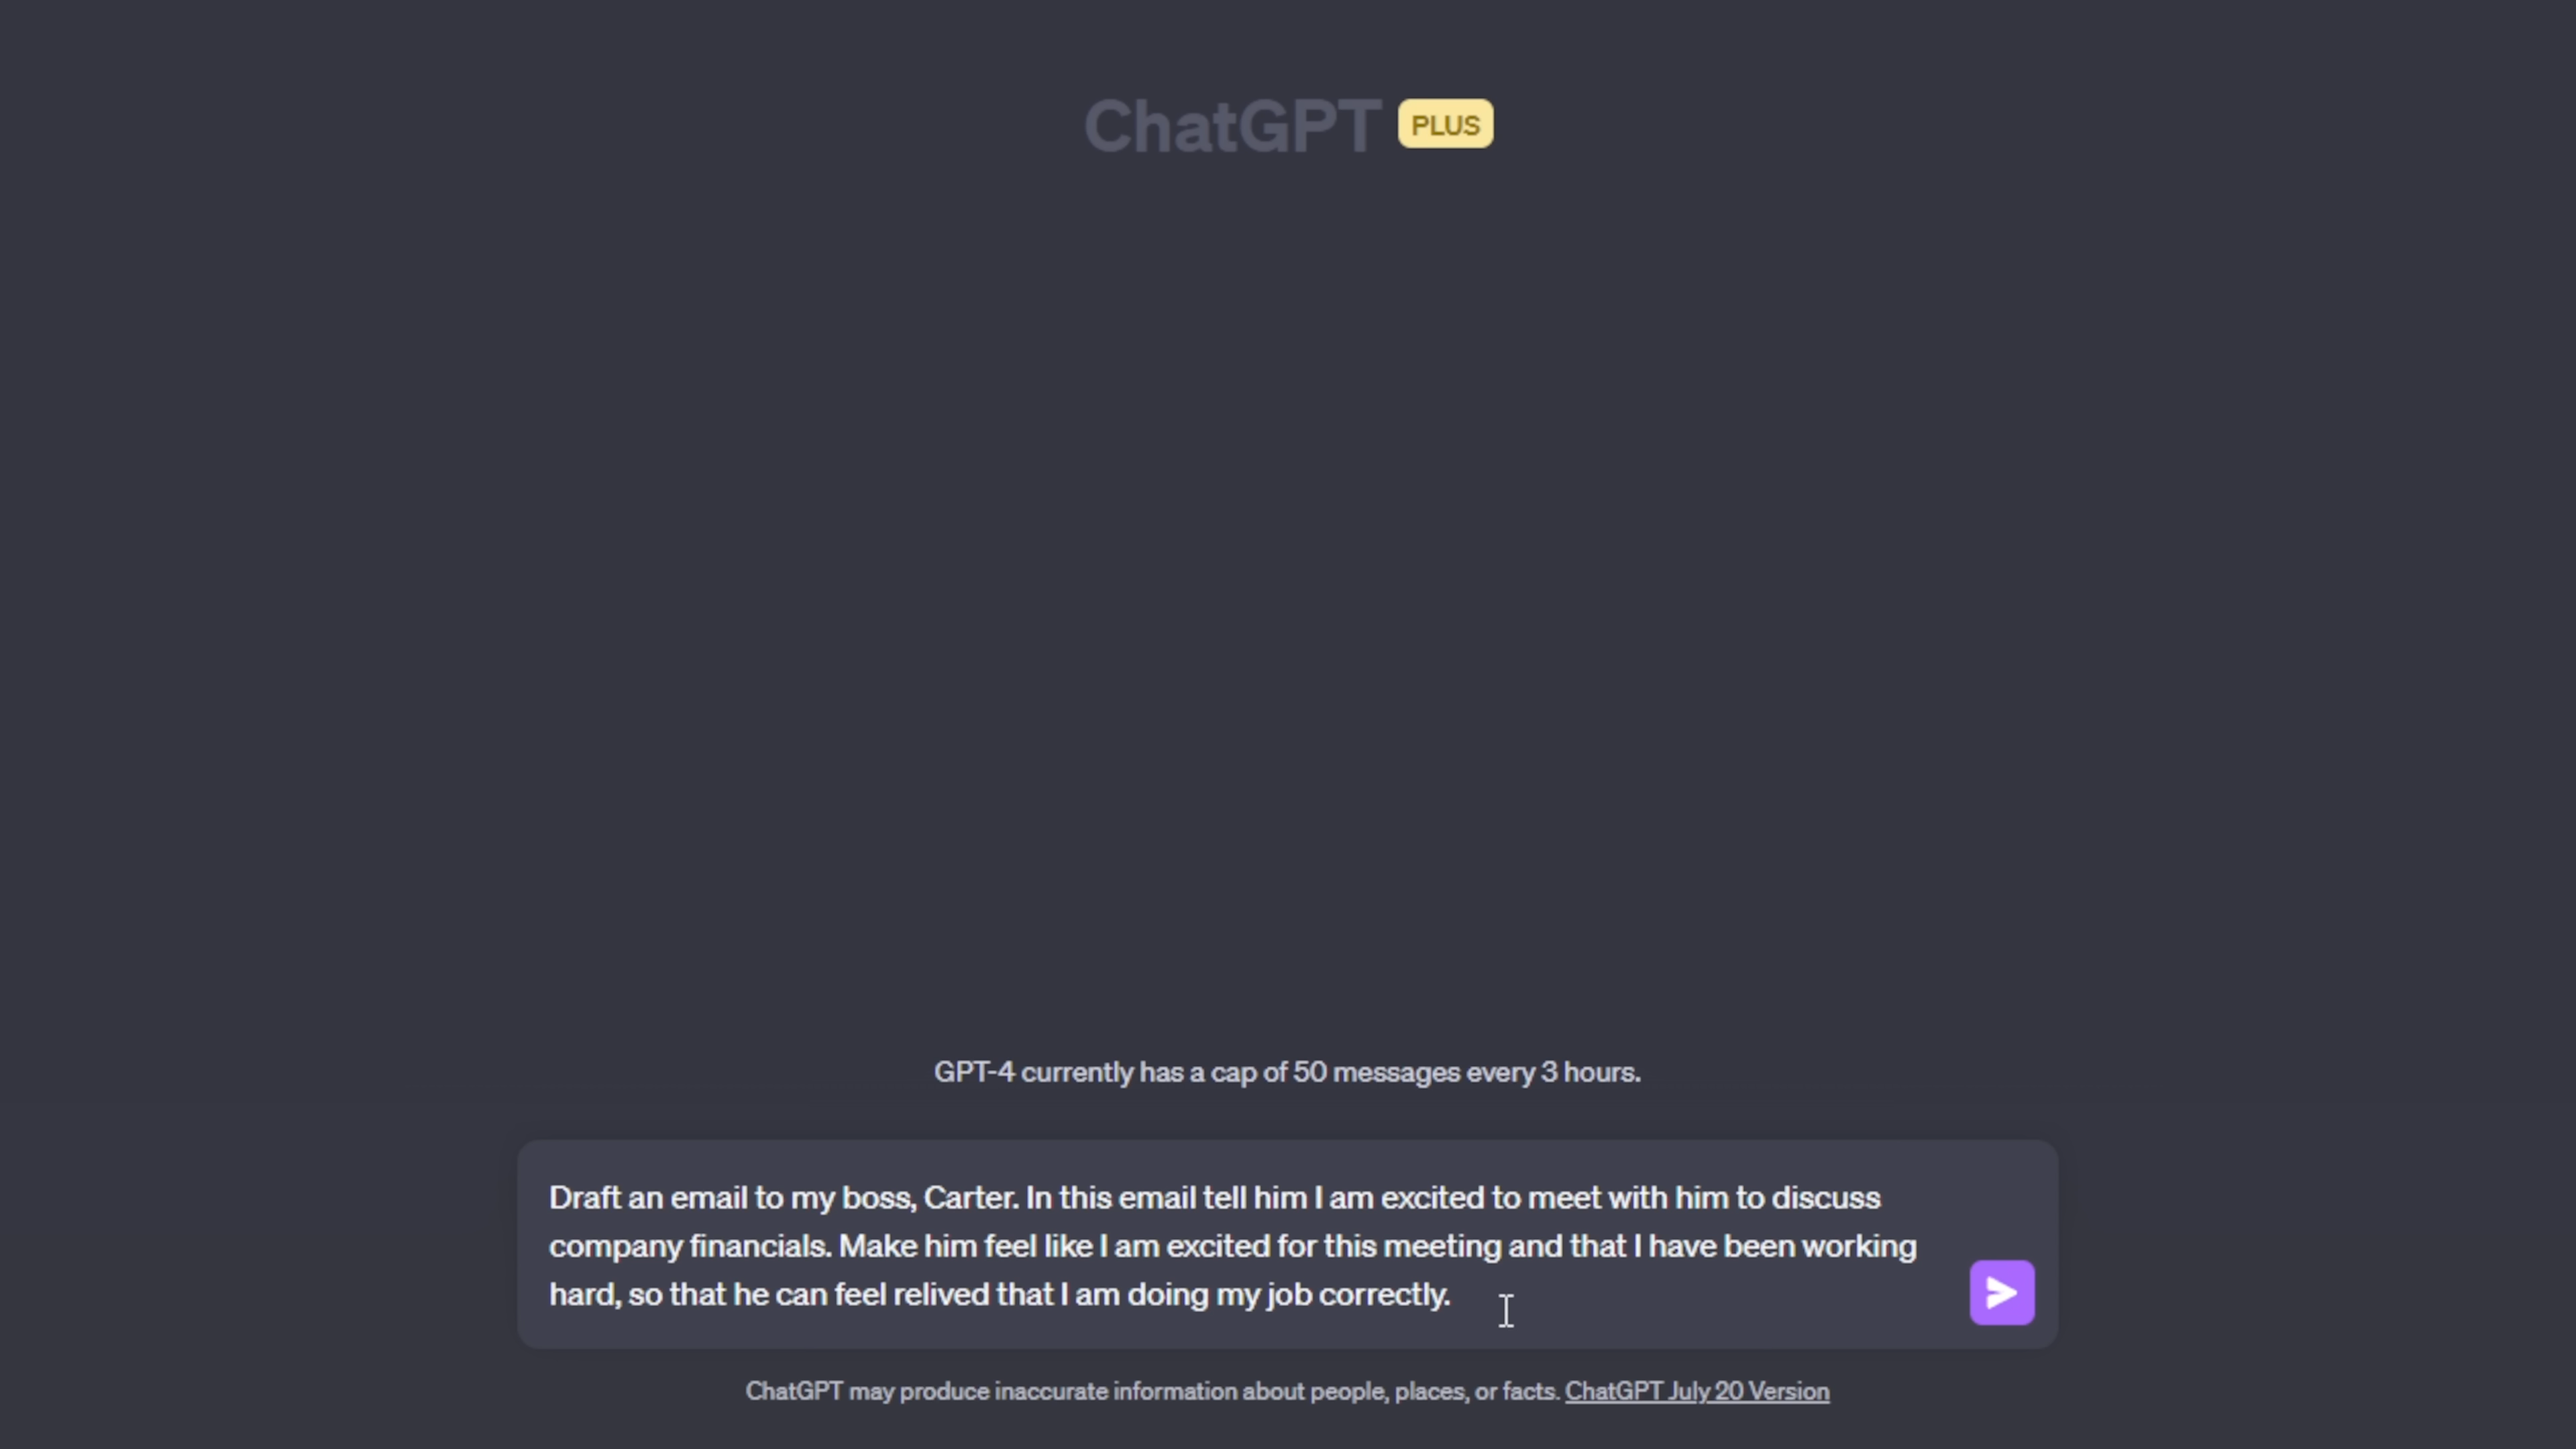 ChatGPT PLUS
GPT-4 currently has a cap of 50 messages every 3 hours.
Draft an email to my boss, Carter. In this email tell him I am excited to meet with him to discuss
company financials. Make him feel like I am excited for this meeting and that I have been working
hard, so that he can feel relived that I am doing my job correctly.
ChatGPT may produce inaccurate information about people, places, or facts. ChatGPT July 20 Version